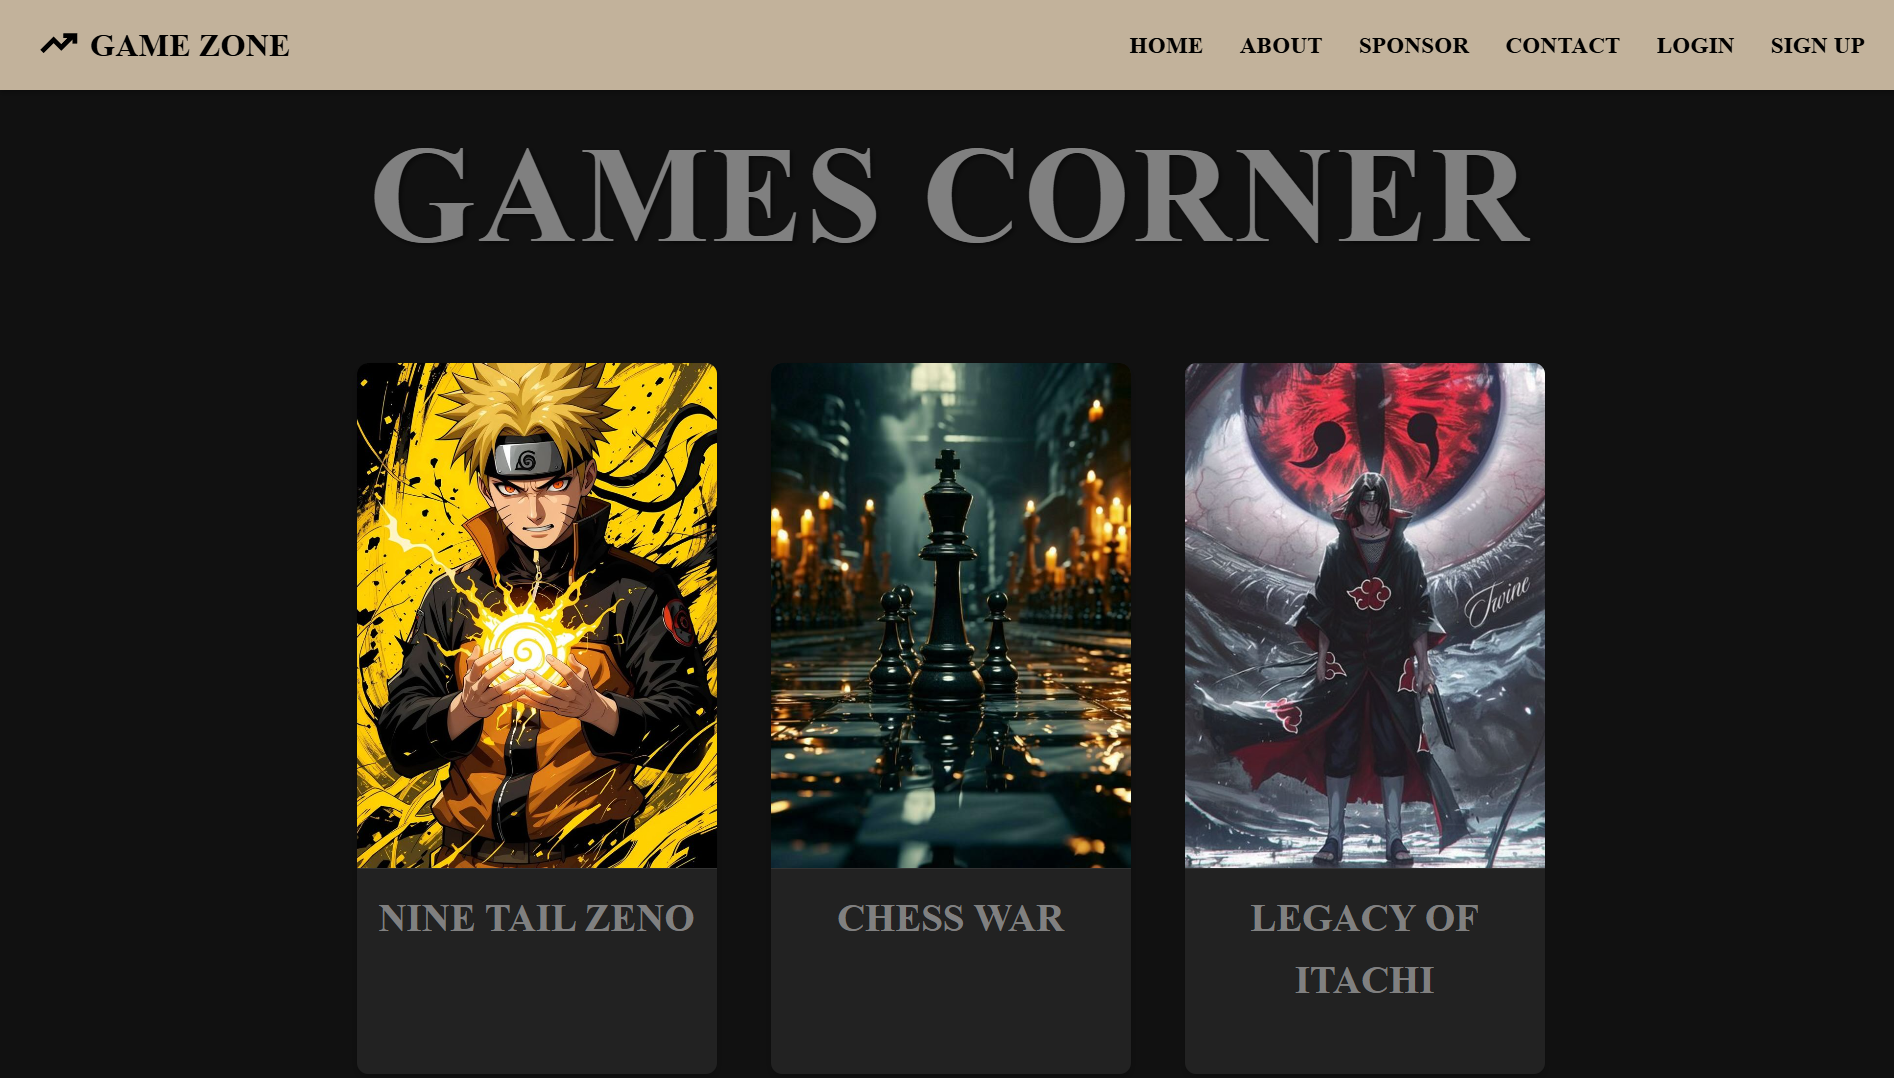 GAME ZONE
HOME ABOUT SPONSOR CONTACT LOGIN SIGN UP
GAMES CORNER
Twine
NINE TAIL ZENO
CHESS WAR
LEGACY OF
ITACHI